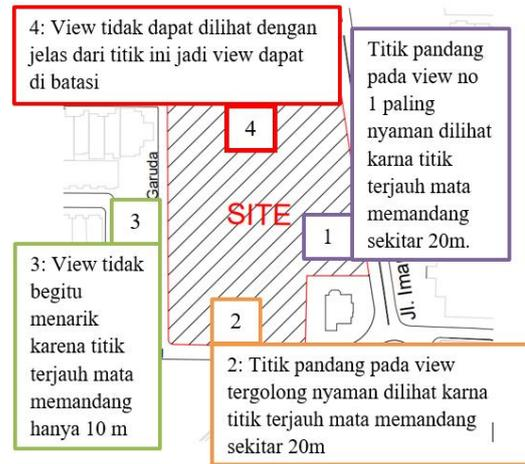 4: View tidak dapat dilihat dengan
jelas dari titik ini jadi view dapat
di batasi
Titik pandang
pada view no
1 paling
nyaman dilihat
karna titik
terjauh mata
memandang
sekitar 20m.
4
Garuda
SITE
3
1
3: View tidak
begitu
menarik
karena titik
terjauh mata
memandang
hanya 10 m
2
Jl. Ima
2: Titik pandang pada view
tergolong nyaman dilihat karna
titik terjauh mata memandang
sekitar 20m